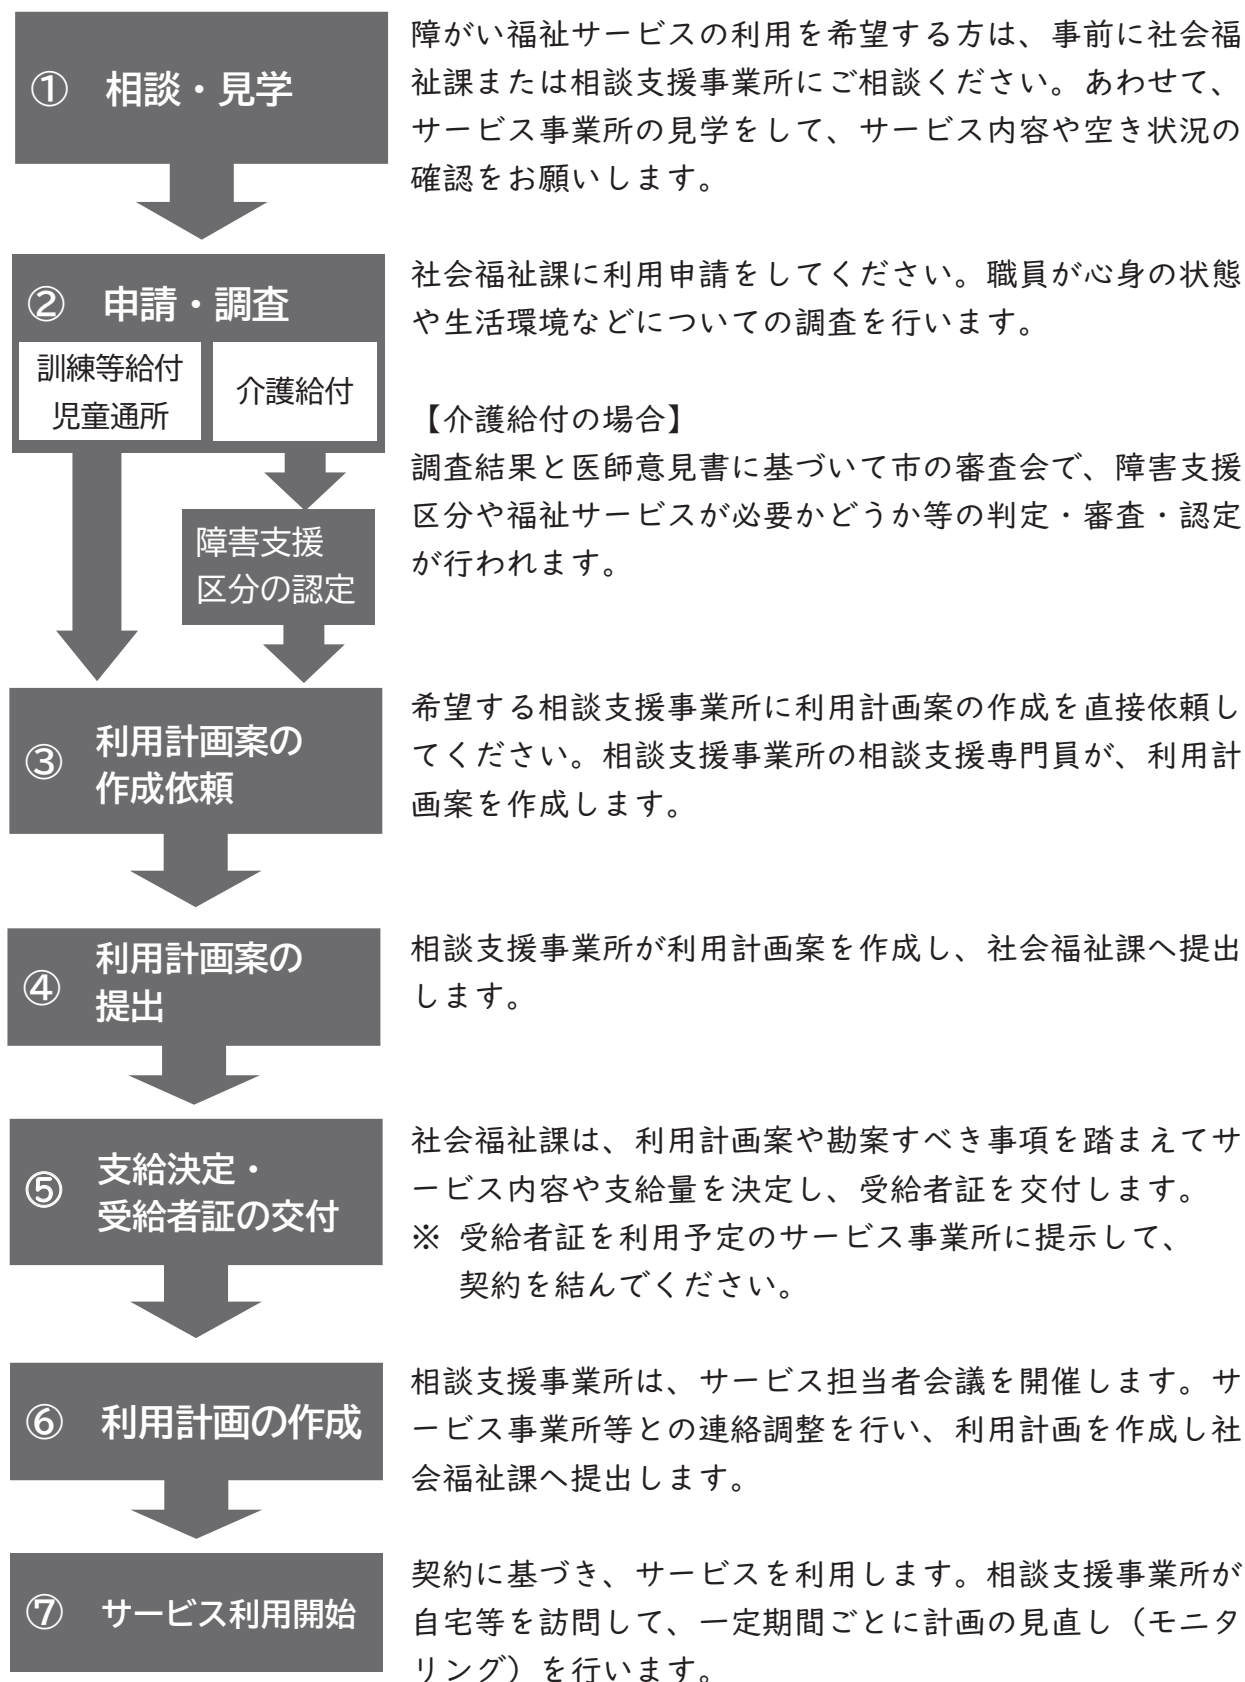 ① 相談・見学
障がい福祉サービスの利用を希望する方は、事前に社会福
祉課または相談支援事業所にご相談ください。あわせて、
サービス事業所の見学をして、サービス内容や空き状況の
確認をお願いします。
② 申請・調査
訓練等給付
児童通所
介護給付
社会福祉課に利用申請をしてください。職員が心身の状態
や生活環境などについての調査を行います。
【介護給付の場合】
調査結果と医師意見書に基づいて市の審査会で、障害支援
区分や福祉サービスが必要かどうか等の判定・審査・認定
が行われます。
障害支援
区分の認定
③ 利用計画案の
作成依頼
希望する相談支援事業所に利用計画案の作成を直接依頼し
てください。相談支援事業所の相談支援専門員が、利用計
画案を作成します。
④ 利用計画案の
提出
相談支援事業所が利用計画案を作成し、社会福祉課へ提出
します。
⑤ 支給決定・
受給者証の交付
社会福祉課は、利用計画案や勘案すべき事項を踏まえてサ
ービス内容や支給量を決定し、受給者証を交付します。
※ 受給者証を利用予定のサービス事業所に提示して、
契約を結んでください。
⑥ 利用計画の作成
相談支援事業所は、サービス担当者会議を開催します。サ
ービス事業所等との連絡調整を行い、利用計画を作成し社
会福祉課へ提出します。
⑦ サービス利用開始
契約に基づき、サービスを利用します。相談支援事業所が
自宅等を訪問して、一定期間ごとに計画の見直し（モニタ
リング）を行います。